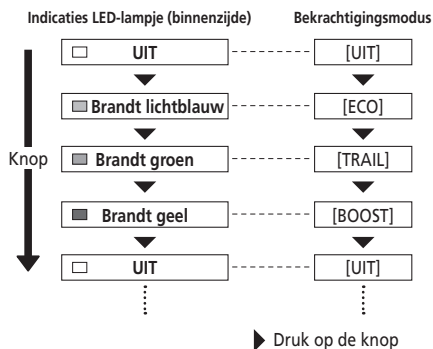 Indicaties LED-lampje (binnenzijde) Bekrachtigingsmodus
UIT [UIT]
Brandt lichtblauw [ECO]
Knop Brandt groen [TRAIL]
Brandt geel [BOOST]
UIT [UIT]
Druk op de knop